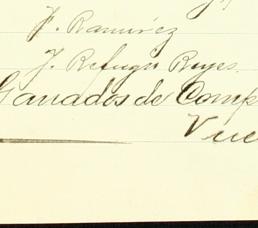 F. Ramirez
J. Refugio Reyes.
Ganados de Comp
Vue